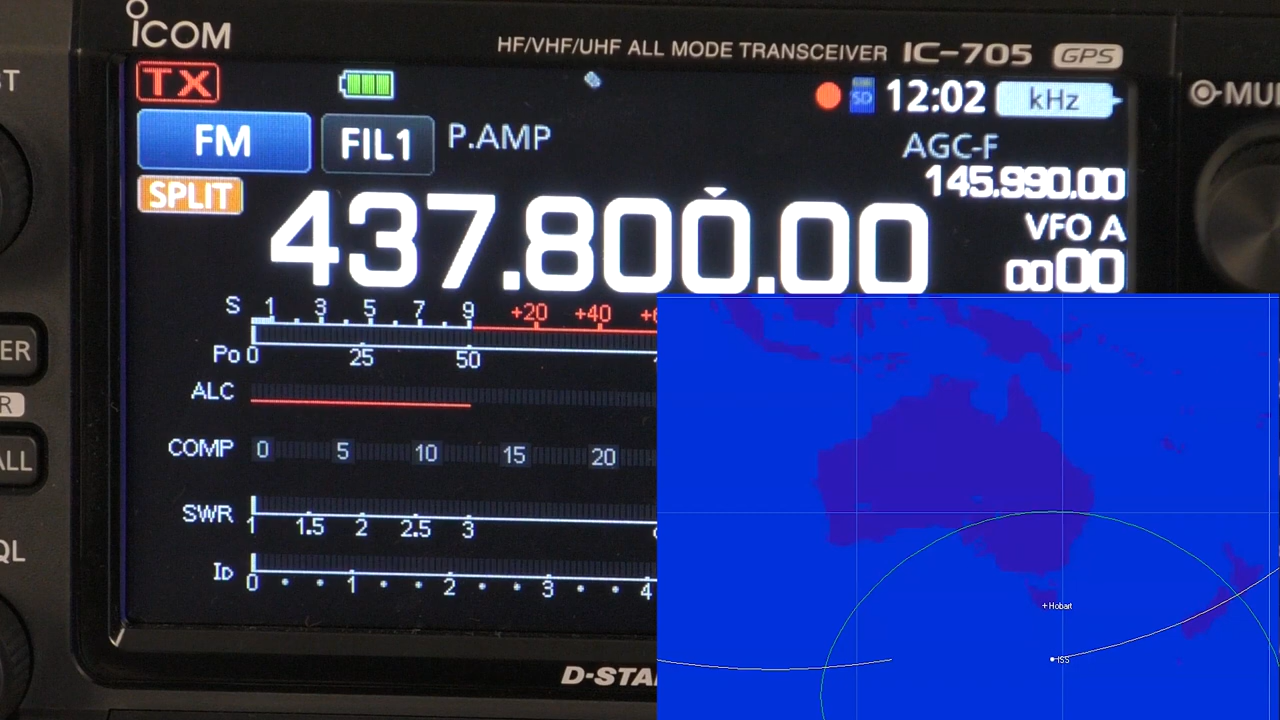 ICOM
HF/VHF/UHF ALL MODE TRANSCEIVER IC-705 GPS
TX SD 12:02 kHz
FM FIL1 P.AMP AGC-F
145.990.00
SPLIT 437.800.00 VFO A
0000
S 1 3 5 7 9 +20 +40
Po 0 25 50
ALC
COMP 0 5 10 15 20
SWR 1 1.5 2 2.5 3
ID 0 1 2 3 4
Hobart
ISS